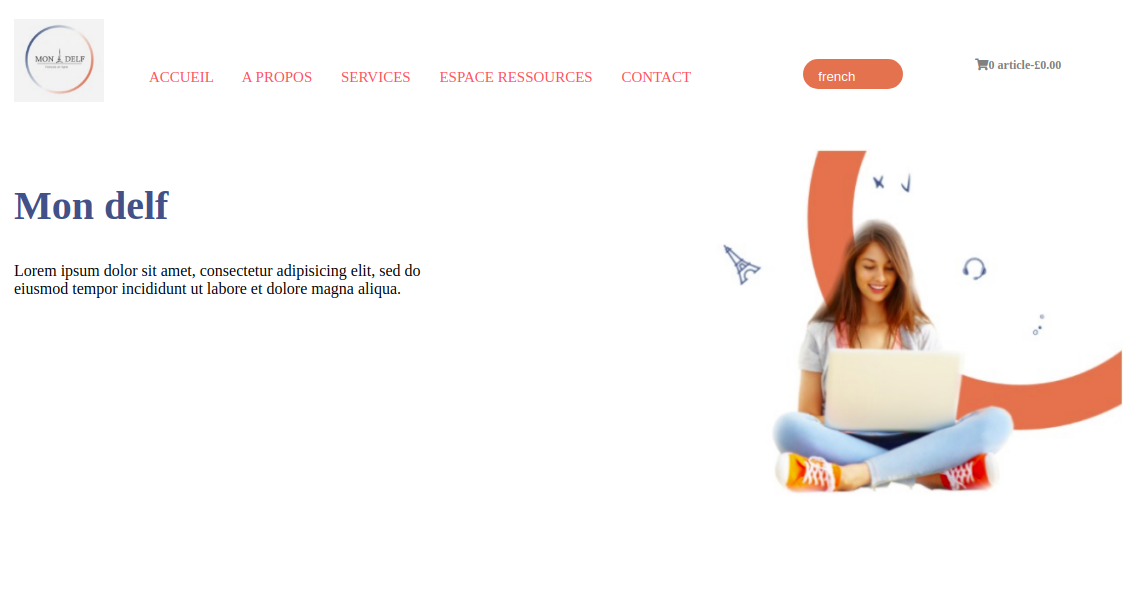 MON DELF
ACCUEIL A PROPOS SERVICES ESPACE RESSOURCES CONTACT
french
0 article-£0.00
Mon delf
Lorem ipsum dolor sit amet, consectetur adipisicing elit, sed do
eiusmod tempor incididunt ut labore et dolore magna aliqua.